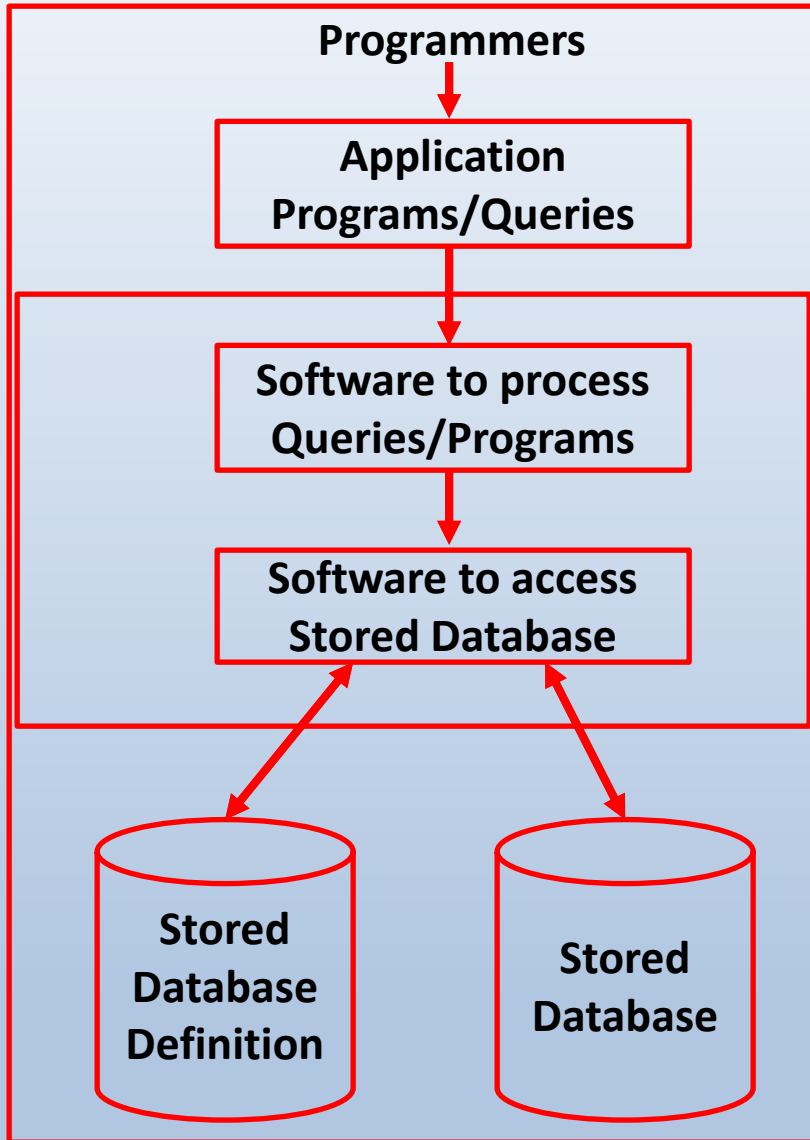 Programmers
Application
Programs/Queries
Software to process
Queries/Programs
Software to access
Stored Database
Stored
Database
Definition
Stored
Database